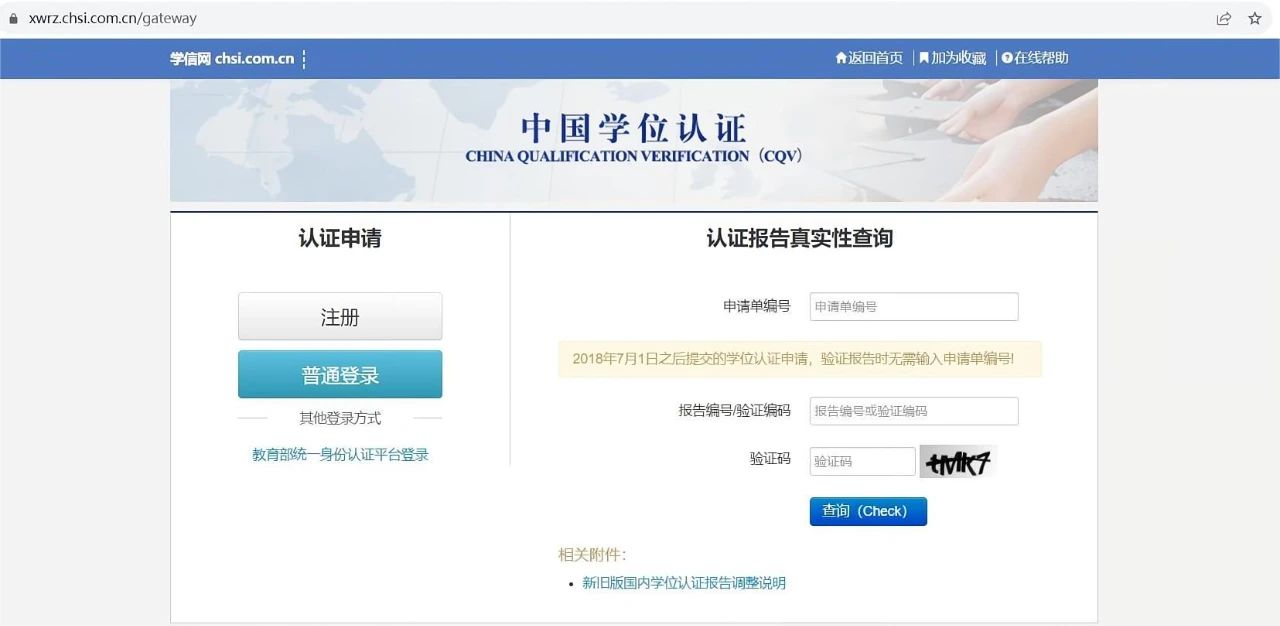 xwrz.chsi.com.cn/gateway
学信网 chsi.com.cn
返回首页 加为收藏 在线帮助
中国学位认证
CHINA QUALIFICATION VERIFICATION（CQV）
认证申请
注册
普通登录
其他登录方式
教育部统一身份认证平台登录
认证报告真实性查询
申请单编号 申请单编号
2018年7月1日之后提交的学位认证申请，验证报告时无需输入申请单编号!
报告编号/验证编码 报告编号或验证编码
验证码 验证码
查询（Check）
相关附件：
新旧版国内学位认证报告调整说明